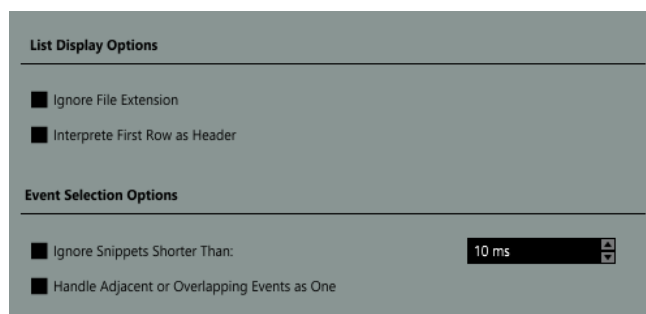 List Display Options
Ignore File Extension
Interprete First Row as Header
Event Selection Options
Ignore Snippets Shorter Than: 10 ms
Handle Adjacent or Overlapping Events as One